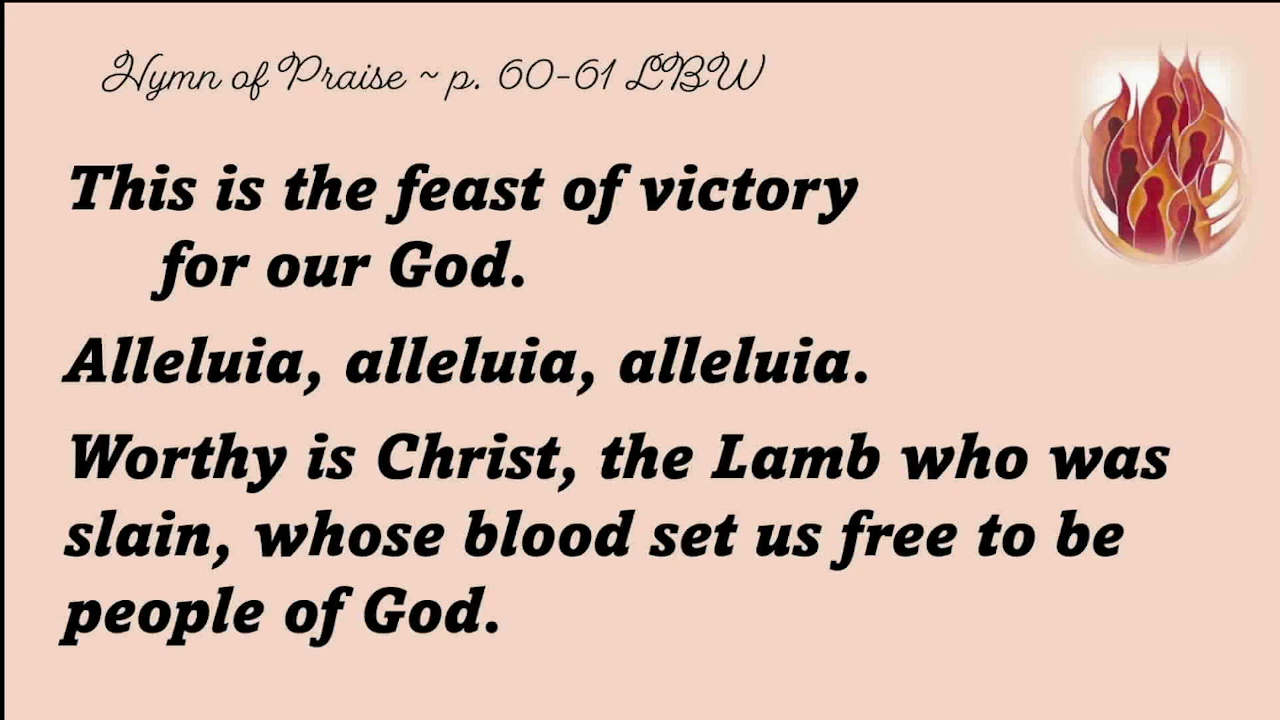 Hymn of Praise ~ p. 60-61 LBW
This is the feast of victory
for our God.
Alleluia, alleluia, alleluia.
Worthy is Christ, the Lamb who was
slain, whose blood set us free to be
people of God.